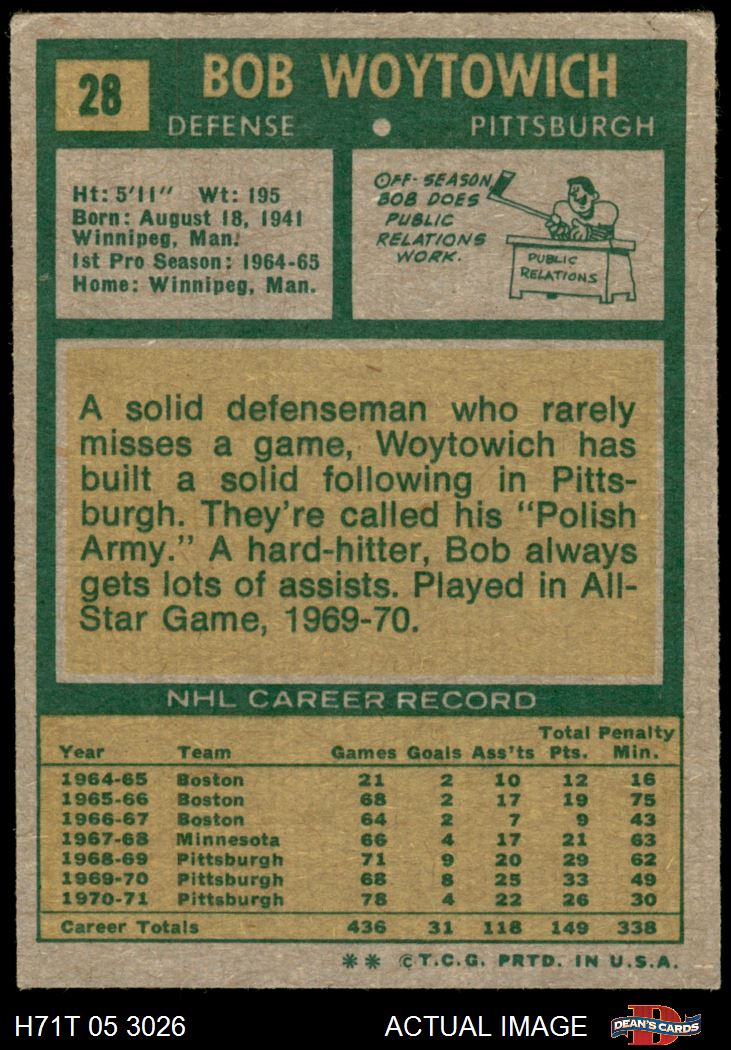 28
BOB WOYTOWICH
DEFENSE • PITTSBURGH
Ht: 5'11" Wt: 195
Born: August 18, 1941
Winnipeg, Man.
1st Pro Season: 1964-65
Home: Winnipeg, Man.
OFF-SEASON
BOB DOES
PUBLIC
RELATIONS
WORK.
PUBLIC
RELATIONS
A solid defenseman who rarely
misses a game, Woytowich has
built a solid following in Pitts-
burgh. They're called his "Polish
Army." A hard-hitter, Bob always
gets lots of assists. Played in All-
Star Game, 1969-70.
NHL CAREER RECORD
Year Team Games Goals Ass'ts Total Pts. Penalty Min.
1964-65 Boston 21 2 10 12 16
1965-66 Boston 68 2 17 19 75
1966-67 Boston 64 2 7 9 43
1967-68 Minnesota 66 4 17 21 63
1968-69 Pittsburgh 71 9 20 29 62
1969-70 Pittsburgh 68 8 25 33 49
1970-71 Pittsburgh 78 4 22 26 30
Career Totals 436 31 118 149 338
** © T.C.G. PRTD. IN U.S.A.
H71T 05 3026 ACTUAL IMAGE
D
DEAN'S CARDS